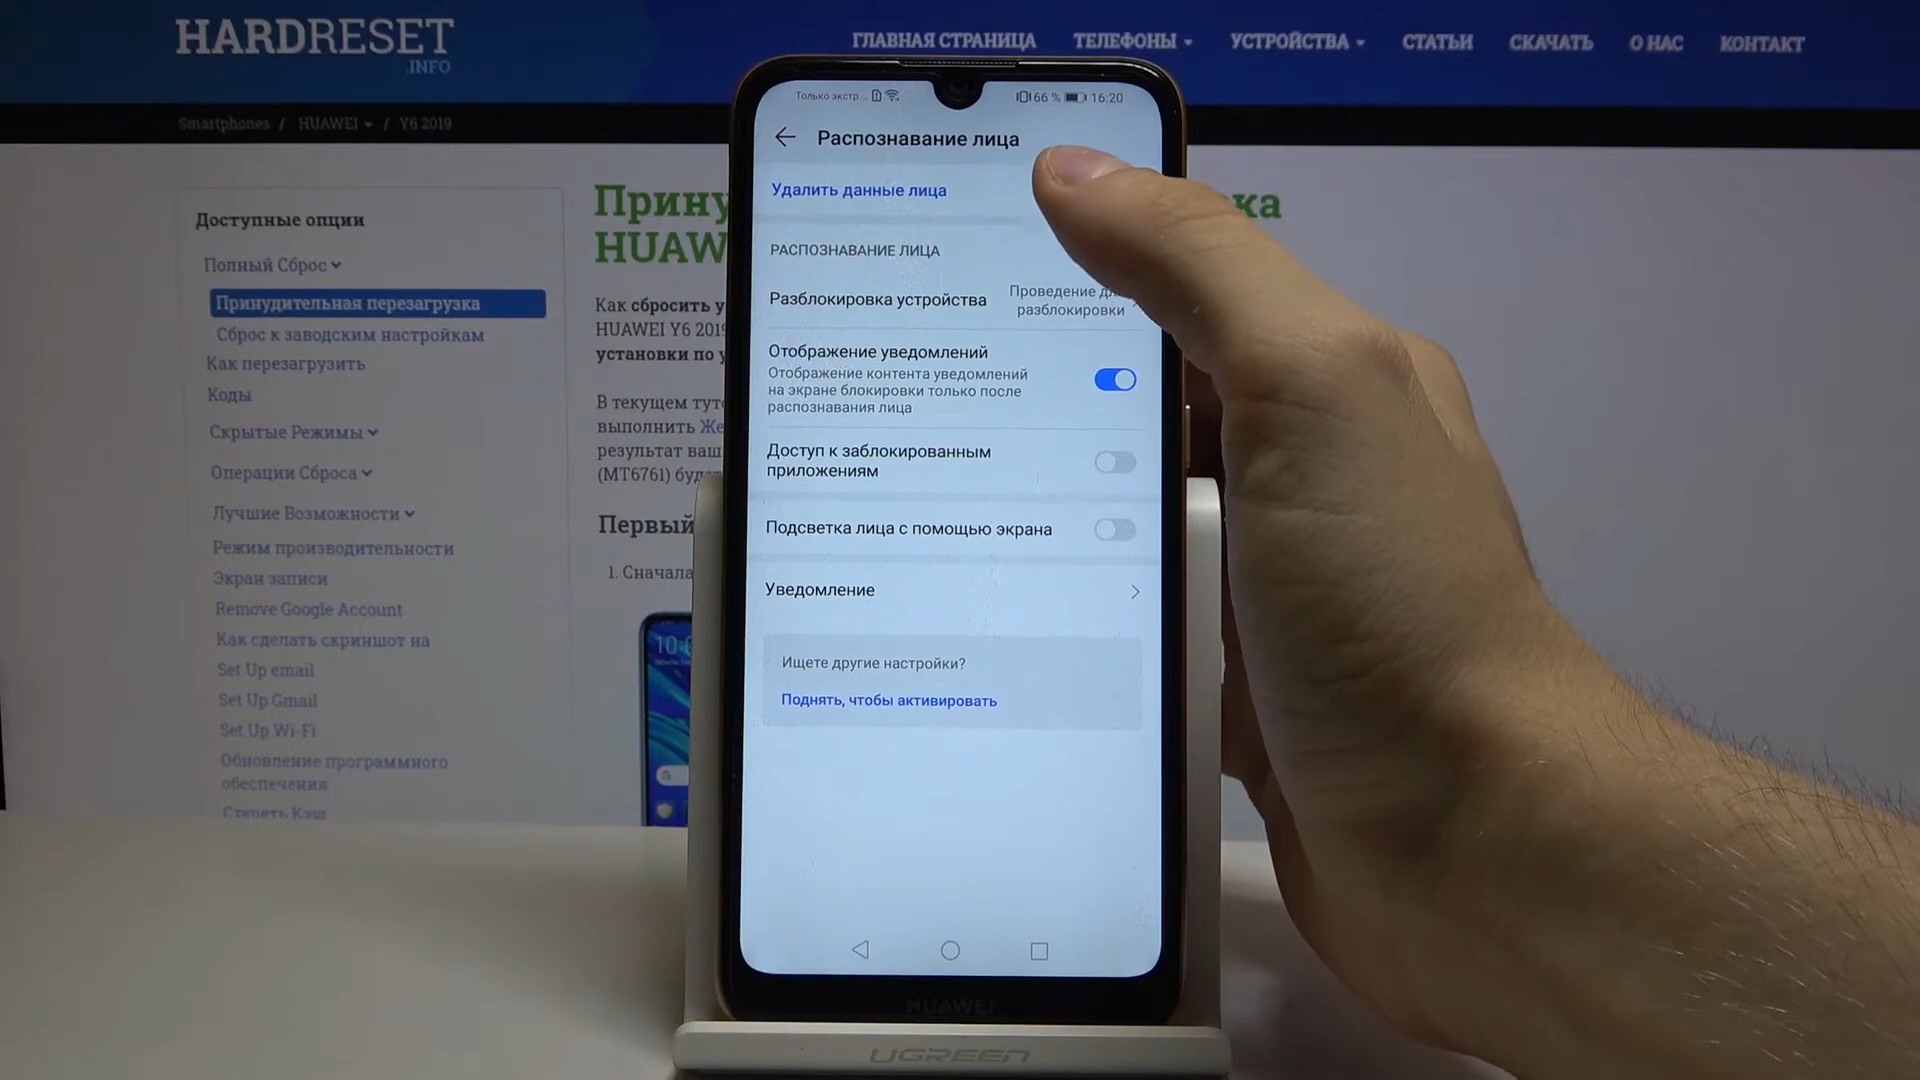 HARDRESET
.INFO
ГЛАВНАЯ СТРАНИЦА ТЕЛЕФОНЫ УСТРОЙСТВА СТАТЬИ СКАЧАТЬ О НАС КОНТАКТ
Smartphones / HUAWEI / Y6 2019
Доступные опции
Полный Сброс
Принудительная перезагрузка
Сброс к заводским настройкам
Как перезагрузить
Коды
Скрытые Режимы
Операции Сброса
Лучшие Возможности
Режим производительности
Экран записи
Remove Google Account
Как сделать скриншот на
Set Up email
Set Up Gmail
Set Up Wi-Fi
Обновление программного
обеспечения
Стереть Кэш
HUAW
Как сбросить
HUAWEI Y6 2019
установки по
В текущем
выполнить
результат ваш
(MT6761)
Первый
1. Сначала
Только экстр... 66 % 16:20
Распознавание лица
Удалить данные лица
РАСПОЗНАВАНИЕ ЛИЦА
Разблокировка устройства
Проведение
разблокировки
Отображение уведомлений
Отображение контента уведомлений
на экране блокировки только после
распознавания лица
Доступ к заблокированным
приложениям
Подсветка лица с помощью экрана
Уведомление
Ищете другие настройки?
Поднять, чтобы активировать
HUAWEI
UGREEN